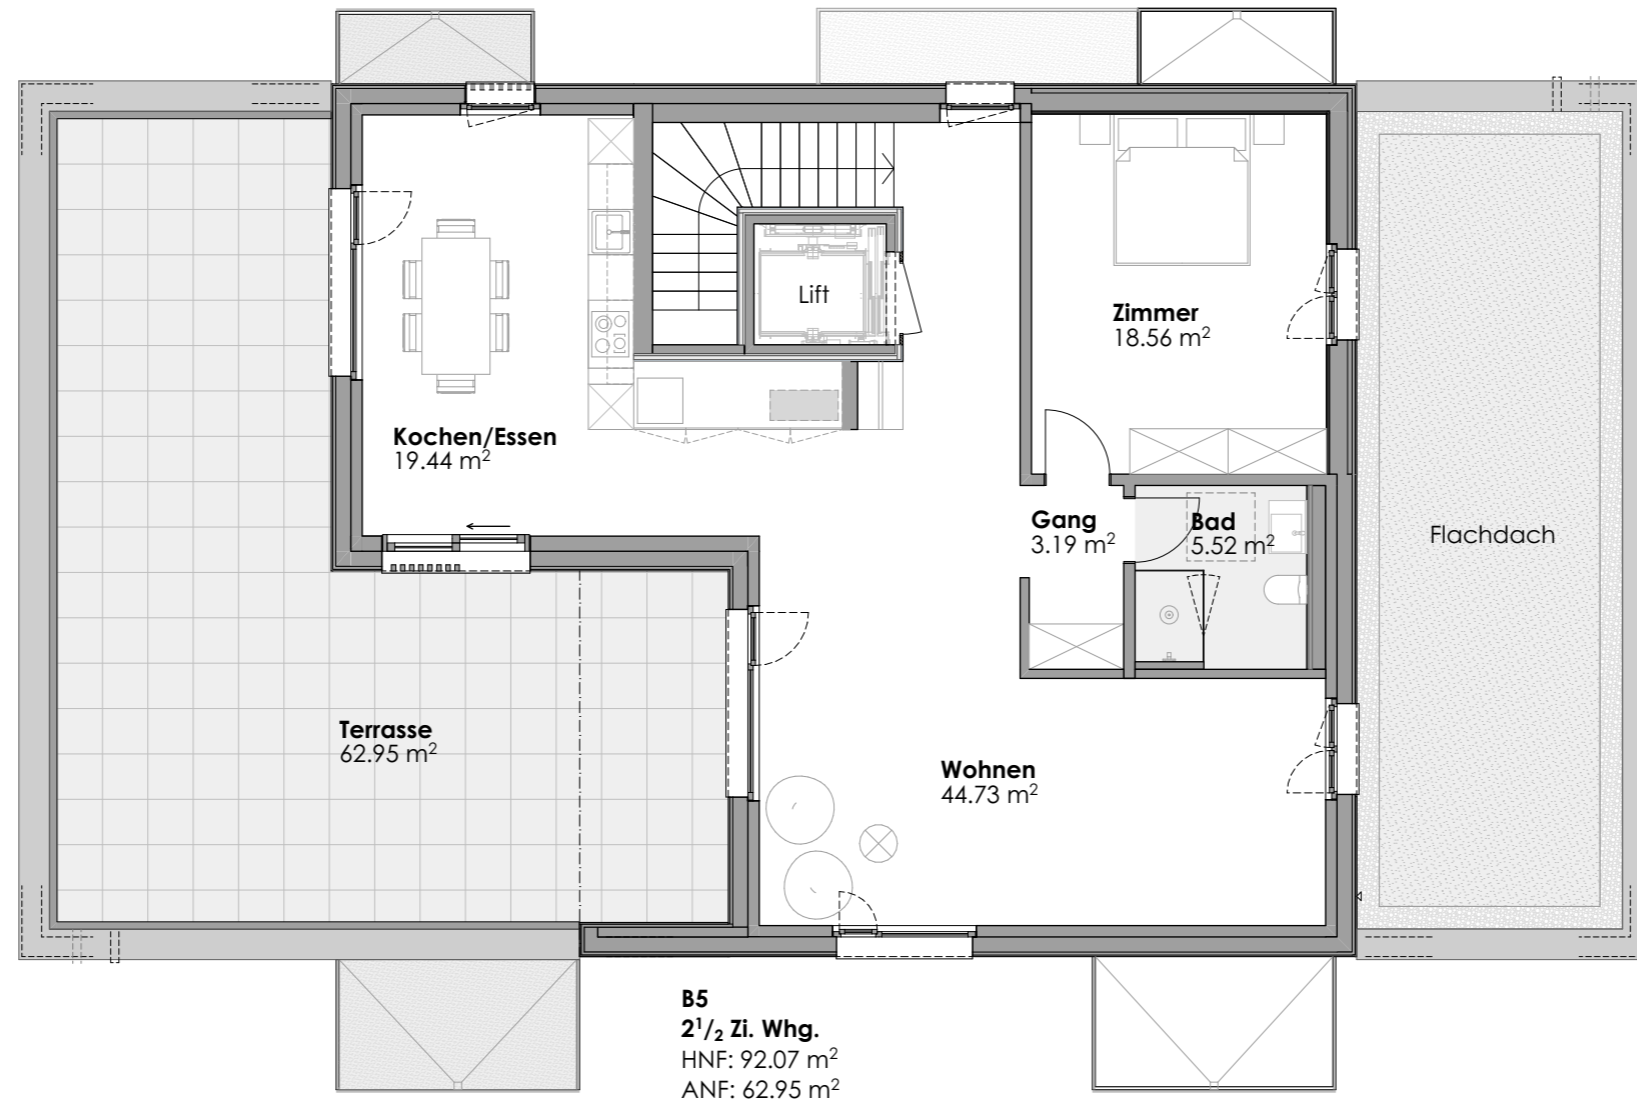 Lift
Zimmer
18.56 m²
Kochen/Essen
19.44 m²
Gang
3.19 m²
Bad
5.52 m²
Flachdach
Terrasse
62.95 m²
Wohnen
44.73 m²
B5
2¹/₂ Zi. Whg.
HNF: 92.07 m²
ANF: 62.95 m²